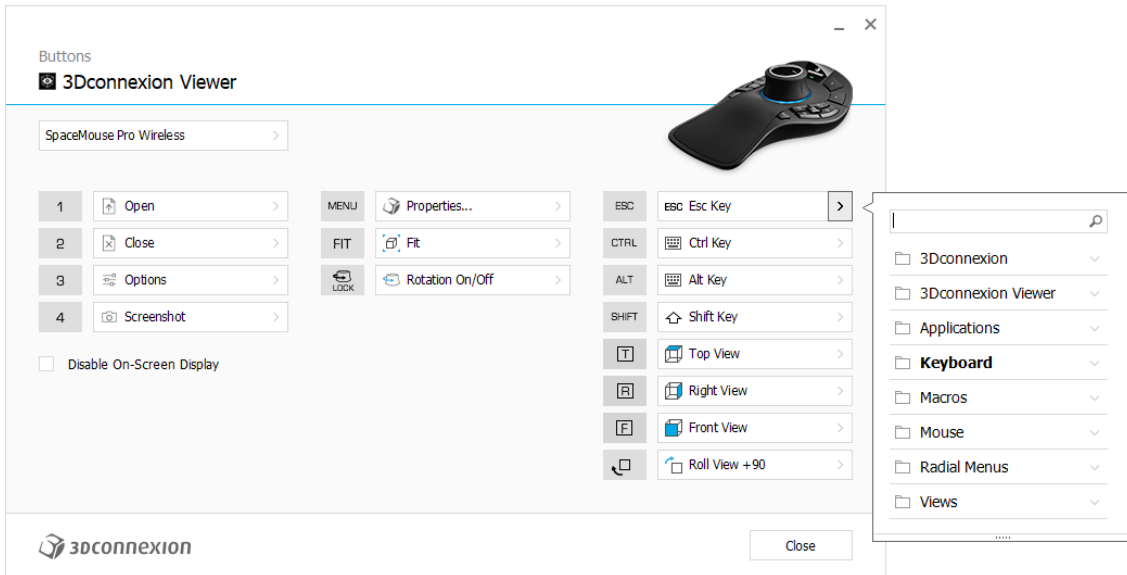 Buttons
3Dconnexion Viewer
SpaceMouse Pro Wireless
1 Open
2 Close
3 Options
4 Screenshot
Disable On-Screen Display
MENU Properties...
FIT Fit
LOCK Rotation On/Off
ESC ESC Esc Key
CTRL Ctrl Key
ALT Alt Key
SHIFT Shift Key
T Top View
R Right View
F Front View
Roll View +90
3Dconnexion
3Dconnexion Viewer
Applications
Keyboard
Macros
Mouse
Radial Menus
Views
3Dconnexion
Close